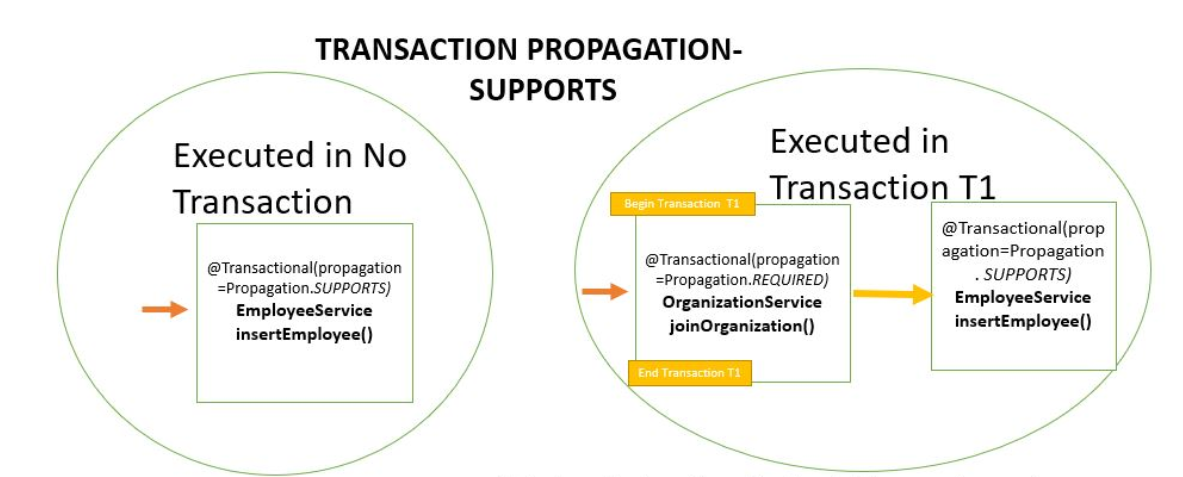 TRANSACTION PROPAGATION-
SUPPORTS
Executed in No
Transaction
@Transactional(propagation
=Propagation.SUPPORTS)
EmployeeService
insertEmployee()
Executed in
Transaction T1
Begin Transaction T1
@Transactional(propagation
=Propagation.REQUIRED)
OrganizationService
joinOrganization()
End Transaction T1
@Transactional(prop
agation=Propagation
. SUPPORTS)
EmployeeService
insertEmployee()